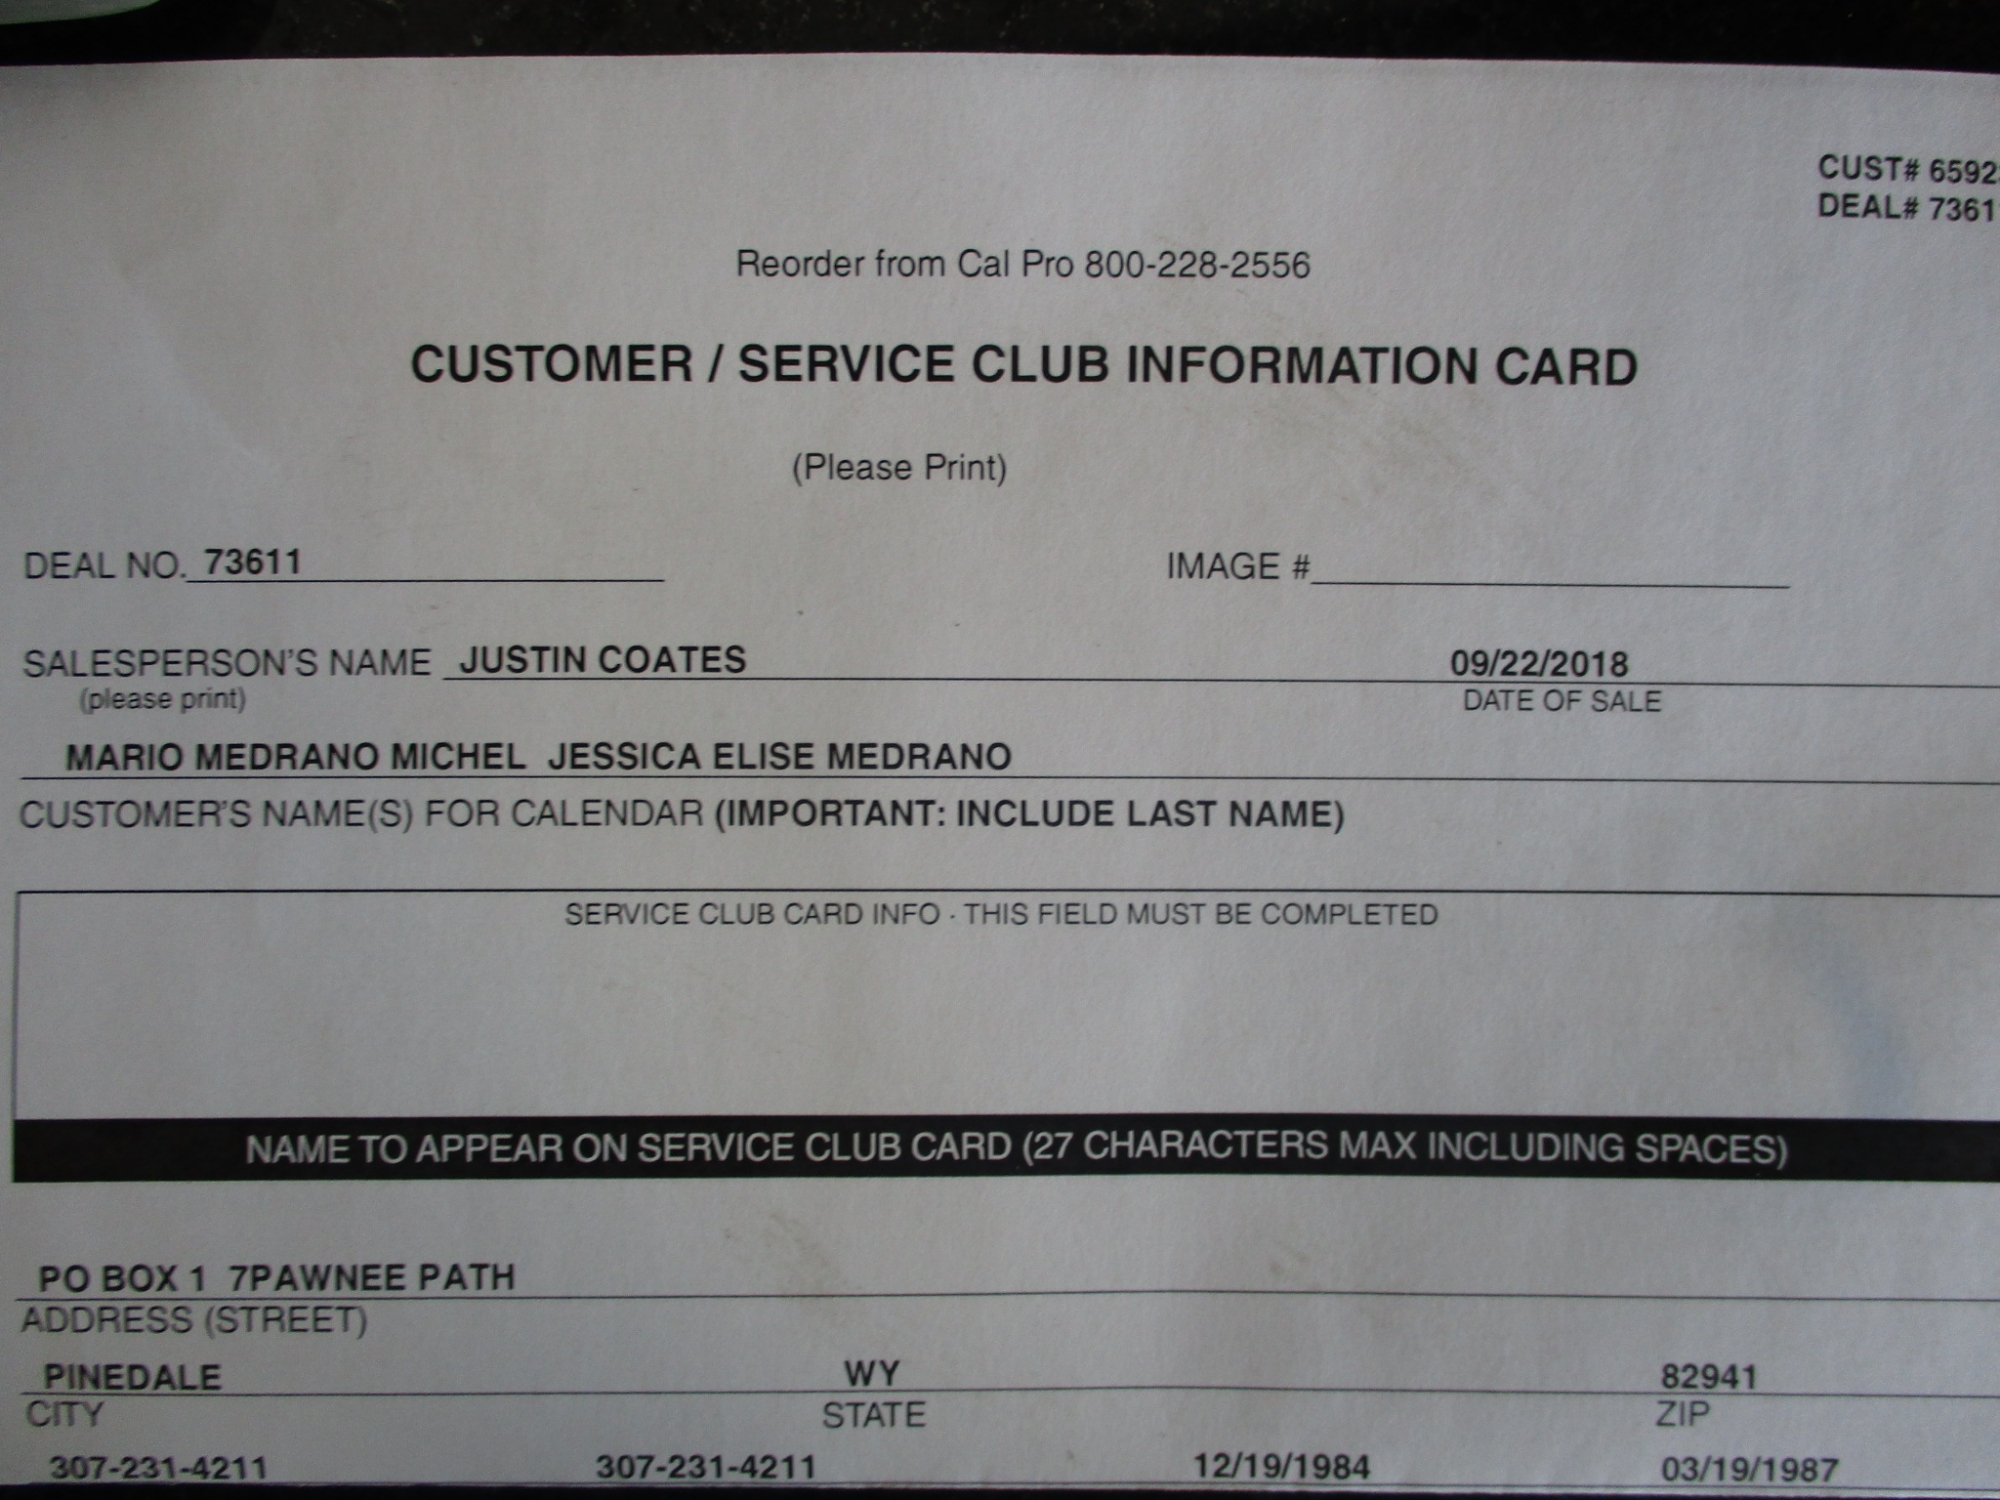 CUST# 6592
DEAL# 7361
Reorder from Cal Pro 800-228-2556
CUSTOMER / SERVICE CLUB INFORMATION CARD
(Please Print)
DEAL NO. 73611 IMAGE #
SALESPERSON'S NAME JUSTIN COATES 09/22/2018
(please print) DATE OF SALE
MARIO MEDRANO MICHEL JESSICA ELISE MEDRANO
CUSTOMER'S NAME(S) FOR CALENDAR (IMPORTANT: INCLUDE LAST NAME)
SERVICE CLUB CARD INFO - THIS FIELD MUST BE COMPLETED
NAME TO APPEAR ON SERVICE CLUB CARD (27 CHARACTERS MAX INCLUDING SPACES)
PO BOX 1 7PAWNEE PATH
ADDRESS (STREET)
PINEDALE WY 82941
CITY STATE ZIP
307-231-4211 307-231-4211 12/19/1984 03/19/1987